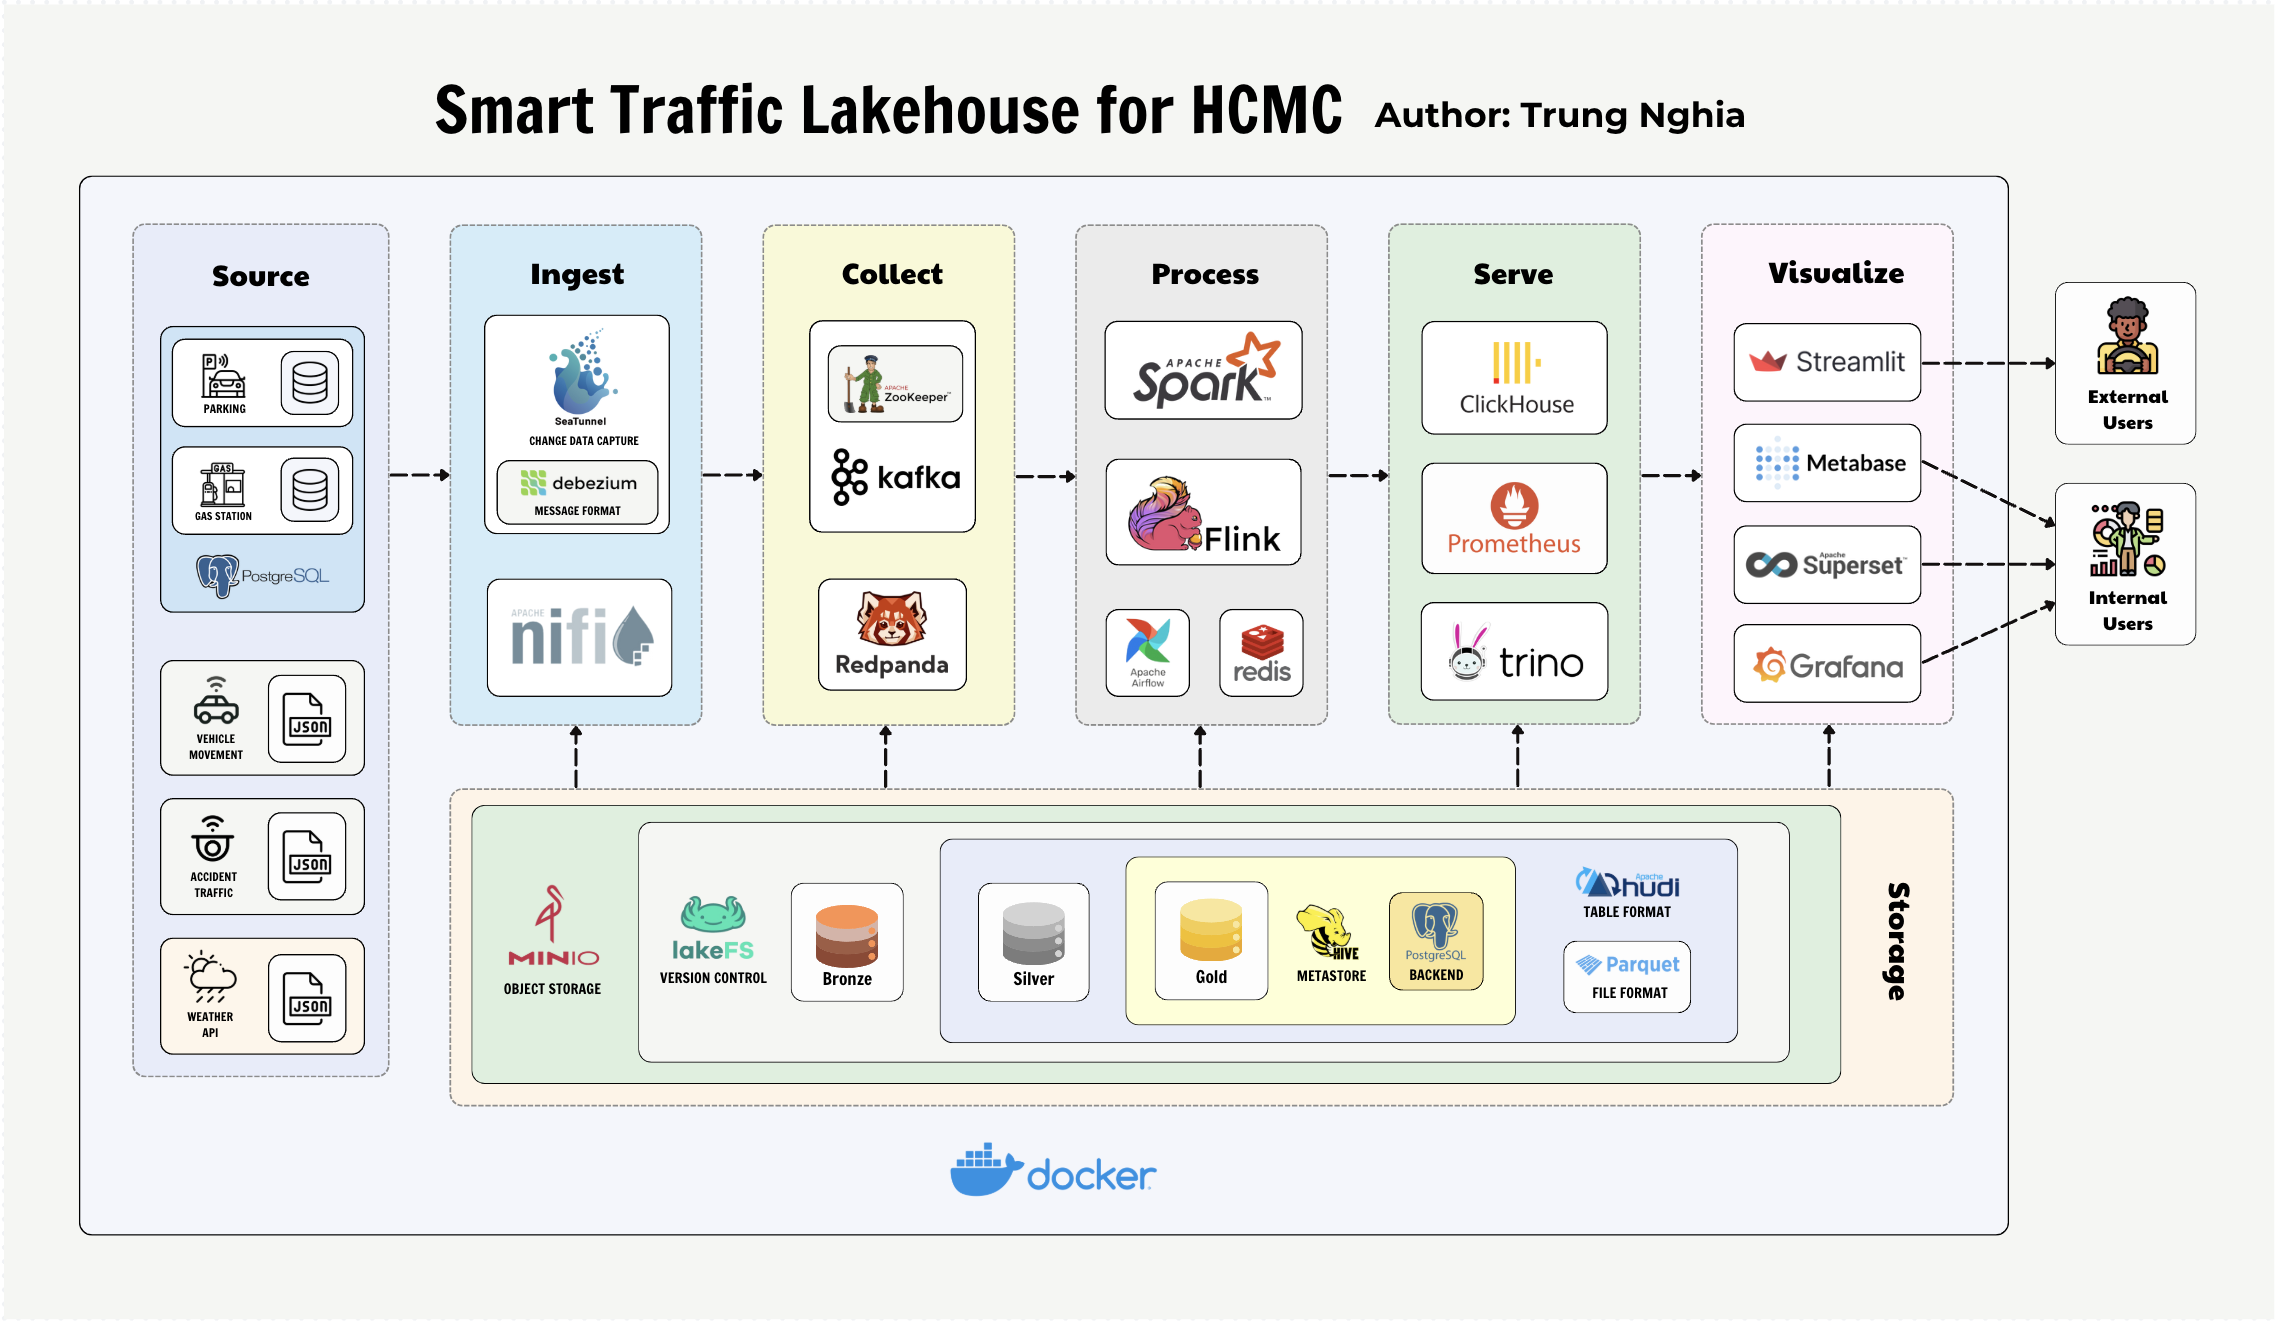 Smart Traffic Lakehouse for HCMC
Author: Trung Nghia
Source
P
PARKING
GAS
GAS STATION
PostgreSQL
VEHICLE
MOVEMENT
JSON
ACCIDENT
TRAFFIC
JSON
WEATHER
API
JSON
Ingest
SeaTunnel
CHANGE DATA CAPTURE
debezium
MESSAGE FORMAT
APACHE
nifi
Collect
APACHE
ZooKeeper™
kafka
Redpanda
Process
APACHE
Spark™
Flink
Apache
Airflow
redis
Serve
ClickHouse
Prometheus
trino
Visualize
Streamlit
Metabase
Apache
Superset™
Grafana
External
Users
Internal
Users
MINIO
OBJECT STORAGE
lakeFS
VERSION CONTROL
Bronze
Silver
Gold
HIVE
METASTORE
PostgreSQL
BACKEND
Apache
hudi
TABLE FORMAT
Parquet
FILE FORMAT
Storage
docker